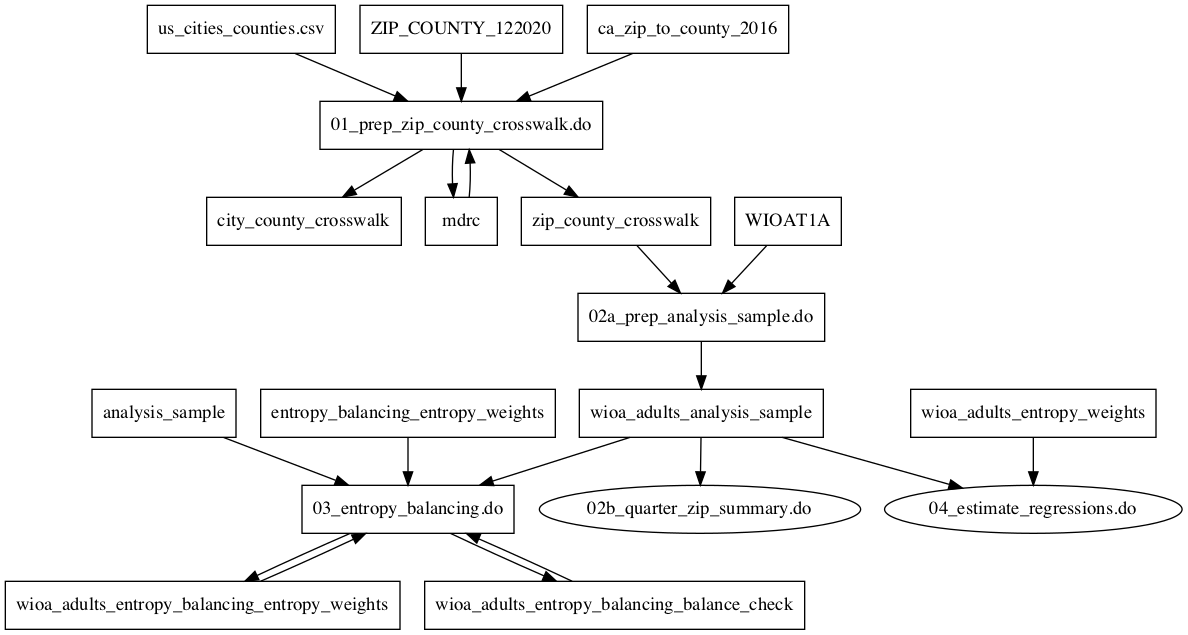 us_cities_counties.csv
ZIP_COUNTY_122020
ca_zip_to_county_2016
01_prep_zip_county_crosswalk.do
city_county_crosswalk
mdrc
zip_county_crosswalk
WIOAT1A
02a_prep_analysis_sample.do
analysis_sample
entropy_balancing_entropy_weights
wioa_adults_analysis_sample
wioa_adults_entropy_weights
03_entropy_balancing.do
02b_quarter_zip_summary.do
04_estimate_regressions.do
wioa_adults_entropy_balancing_entropy_weights
wioa_adults_entropy_balancing_balance_check